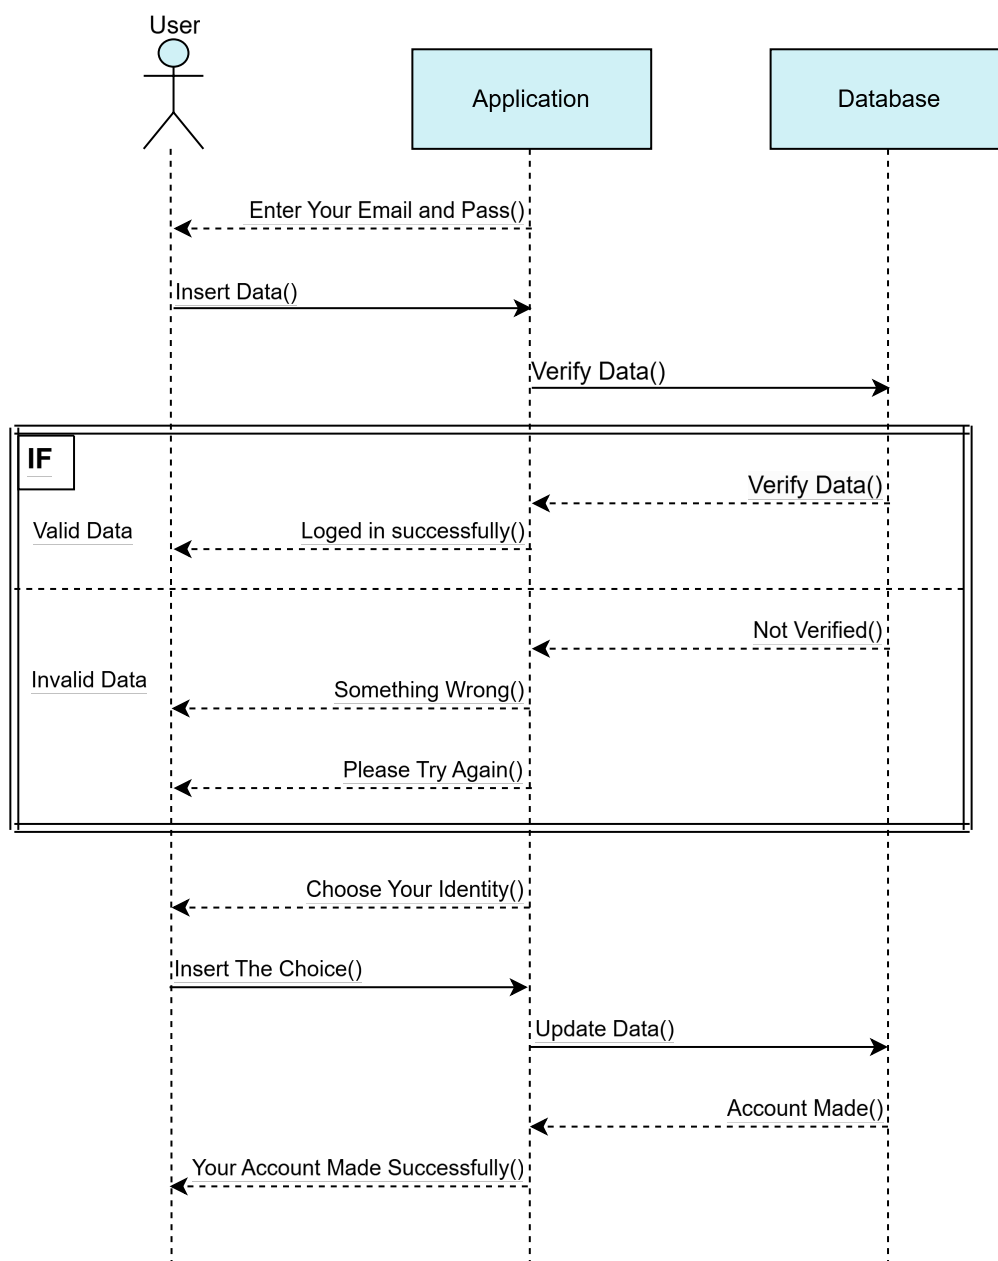 User
Application
Database
Enter Your Email and Pass()
Insert Data()
Verify Data()
IF
Verify Data()
Valid Data
Loged in successfully()
Not Verified()
Invalid Data
Something Wrong()
Please Try Again()
Choose Your Identity()
Insert The Choice()
Update Data()
Account Made()
Your Account Made Successfully()